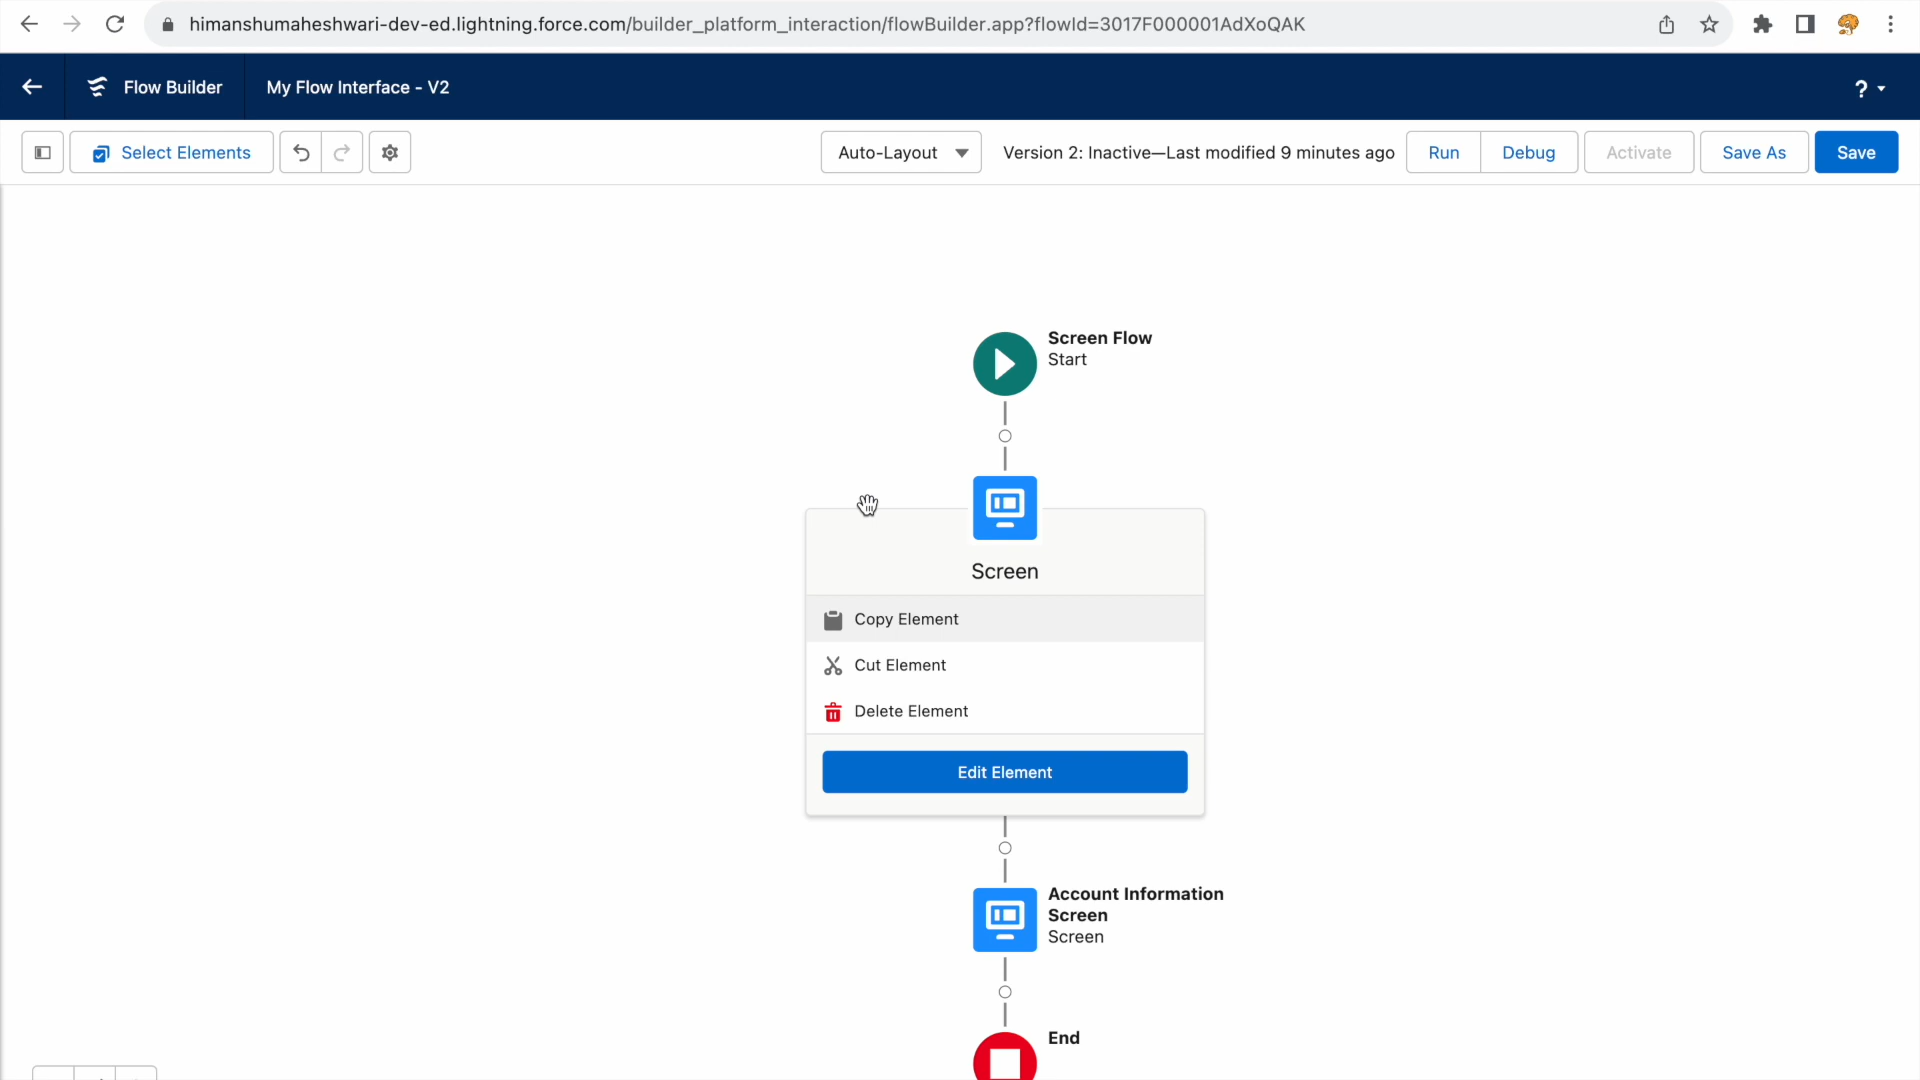 himanshumaheshwari-dev-ed.lightning.force.com/builder_platform_interaction/flowBuilder.app?flowId=3017F000001AdXoQAK
Flow Builder My Flow Interface - V2 ?
Select Elements Auto-Layout Version 2: Inactive—Last modified 9 minutes ago Run Debug Activate Save As Save
Screen Flow
Start
Screen
Copy Element
Cut Element
Delete Element
Edit Element
Account Information
Screen
Screen
End